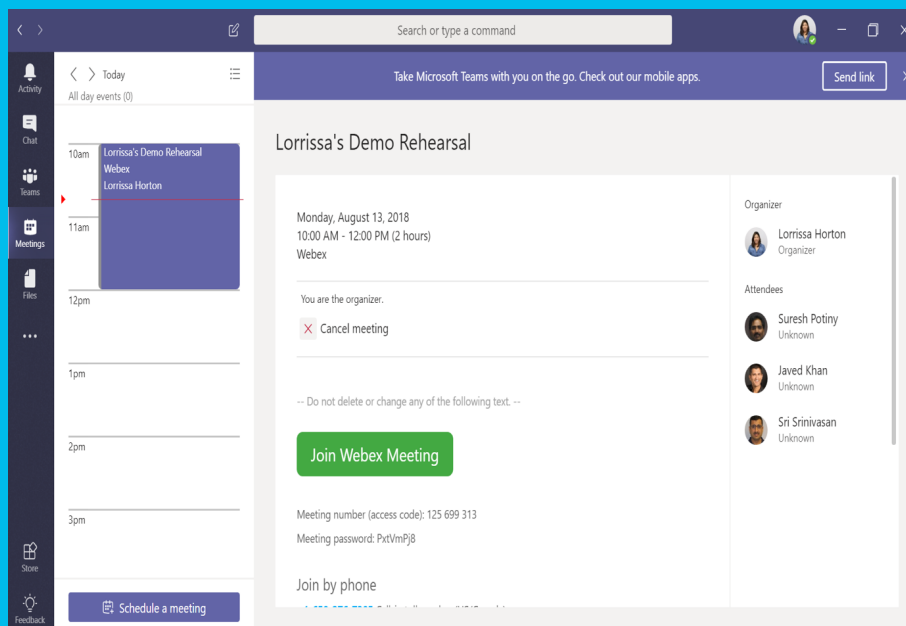 Search or type a command
Activity
Chat
Teams
Meetings
Files
Store
Feedback
Today
All day events (0)
10am
Lorrissa's Demo Rehearsal
Webex
Lorrissa Horton
11am
12pm
1pm
2pm
3pm
Schedule a meeting
Take Microsoft Teams with you on the go. Check out our mobile apps.
Send link
Lorrissa's Demo Rehearsal
Monday, August 13, 2018
10:00 AM - 12:00 PM (2 hours)
Webex
You are the organizer.
Cancel meeting
-- Do not delete or change any of the following text. --
Join Webex Meeting
Meeting number (access code): 125 699 313
Meeting password: PxtVmPj8
Join by phone
Organizer
Lorrissa Horton
Organizer
Attendees
Suresh Potiny
Unknown
Javed Khan
Unknown
Sri Srinivasan
Unknown